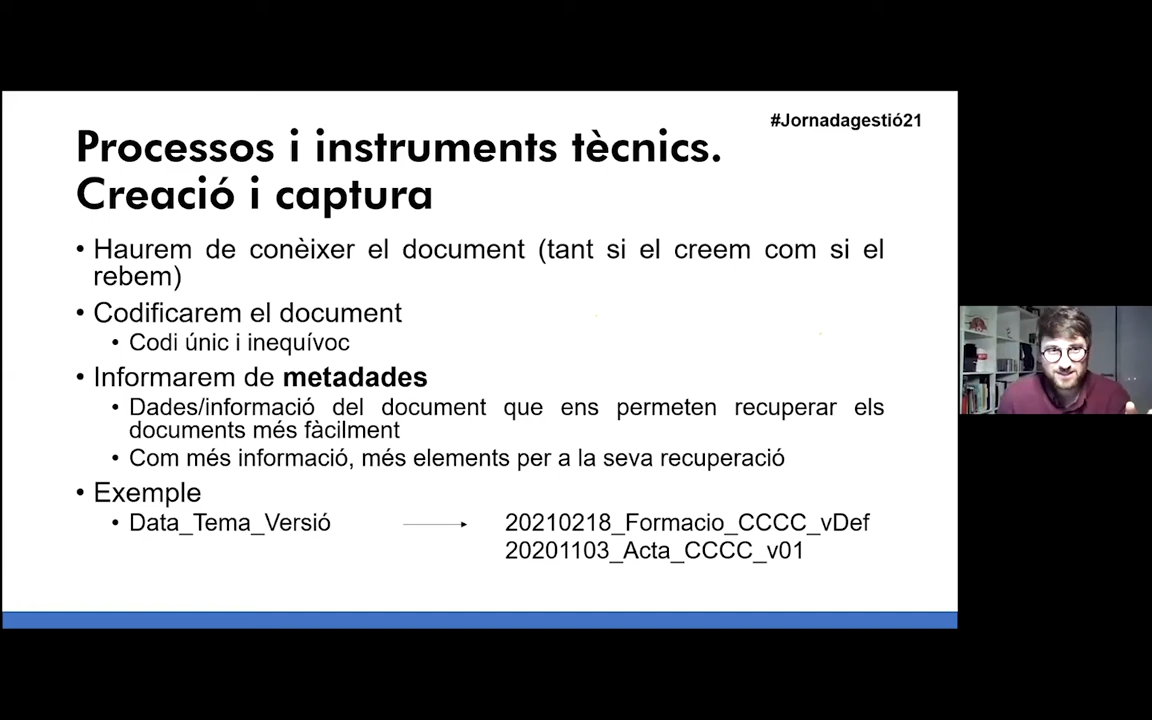 #Jornadagestió21
Processos i instruments tècnics.
Creació i captura
• Haurem de conèixer el document (tant si el creem com si el
rebem)
• Codificarem el document
• Codi únic i inequívoc
• Informarem de metadades
• Dades/informació del document que ens permeten recuperar els
documents més fàcilment
• Com més informació, més elements per a la seva recuperació
• Exemple
• Data_Tema_Versió
20210218_Formacio_CCCC_vDef
20201103_Acta_CCCC_v01